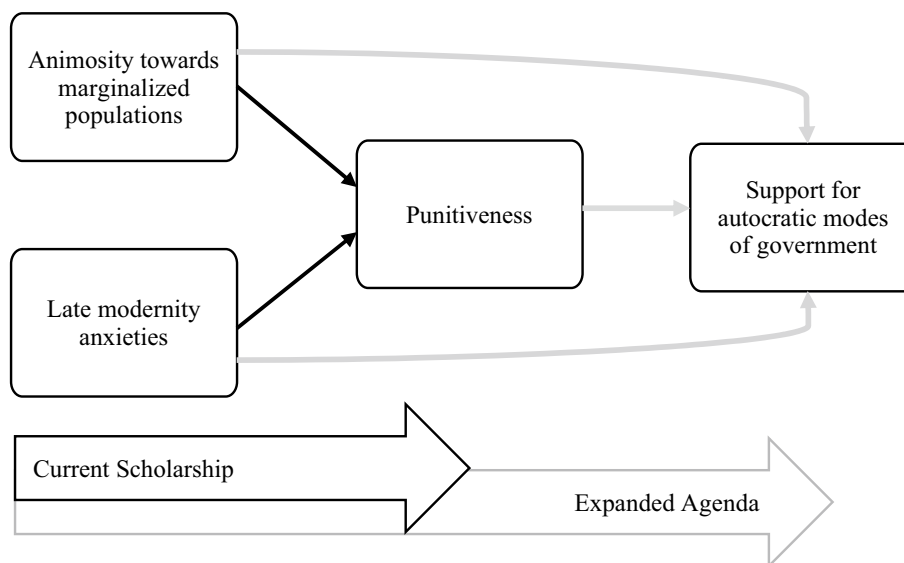 Animosity towards
marginalized
populations
Punitiveness
Support for
autocratic modes
of government
Late modernity
anxieties
Current Scholarship
Expanded Agenda